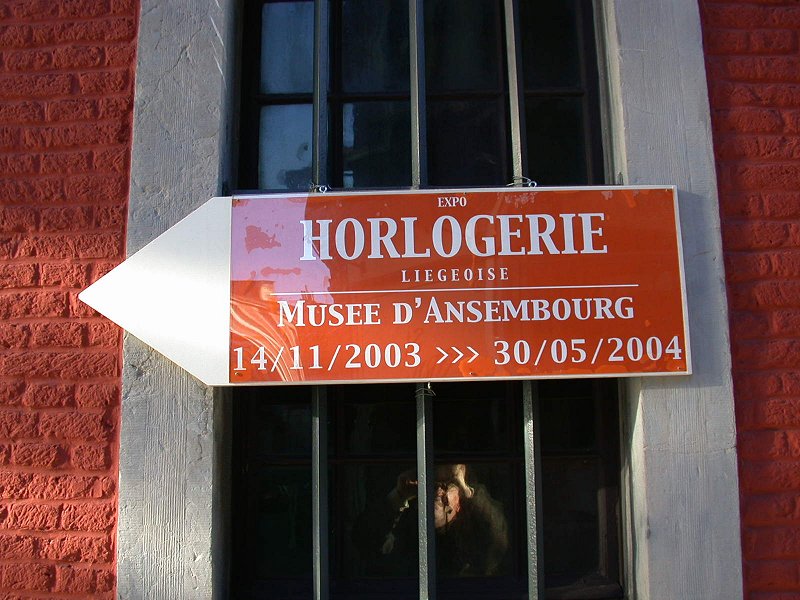 EXPO
HORLOGERIE
LIEGEOISE
MUSEE D'ANSEMBOURG
14/11/2003 >>> 30/05/2004